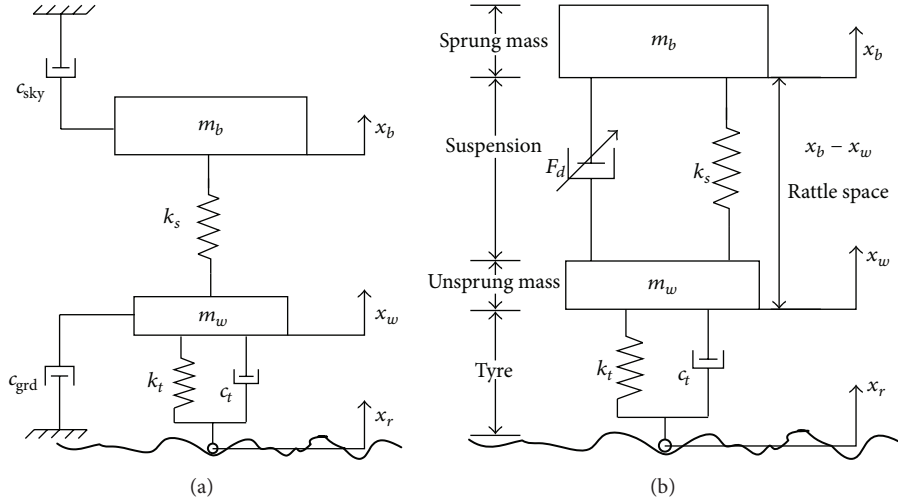 c_sky
m_b
x_b
k_s
m_w
x_w
c_grd
k_t
c_t
x_r
(a)
Sprung mass
m_b
x_b
Suspension
F_d
k_s
x_b − x_w
Rattle space
Unsprung mass
m_w
x_w
Tyre
k_t
c_t
x_r
(b)